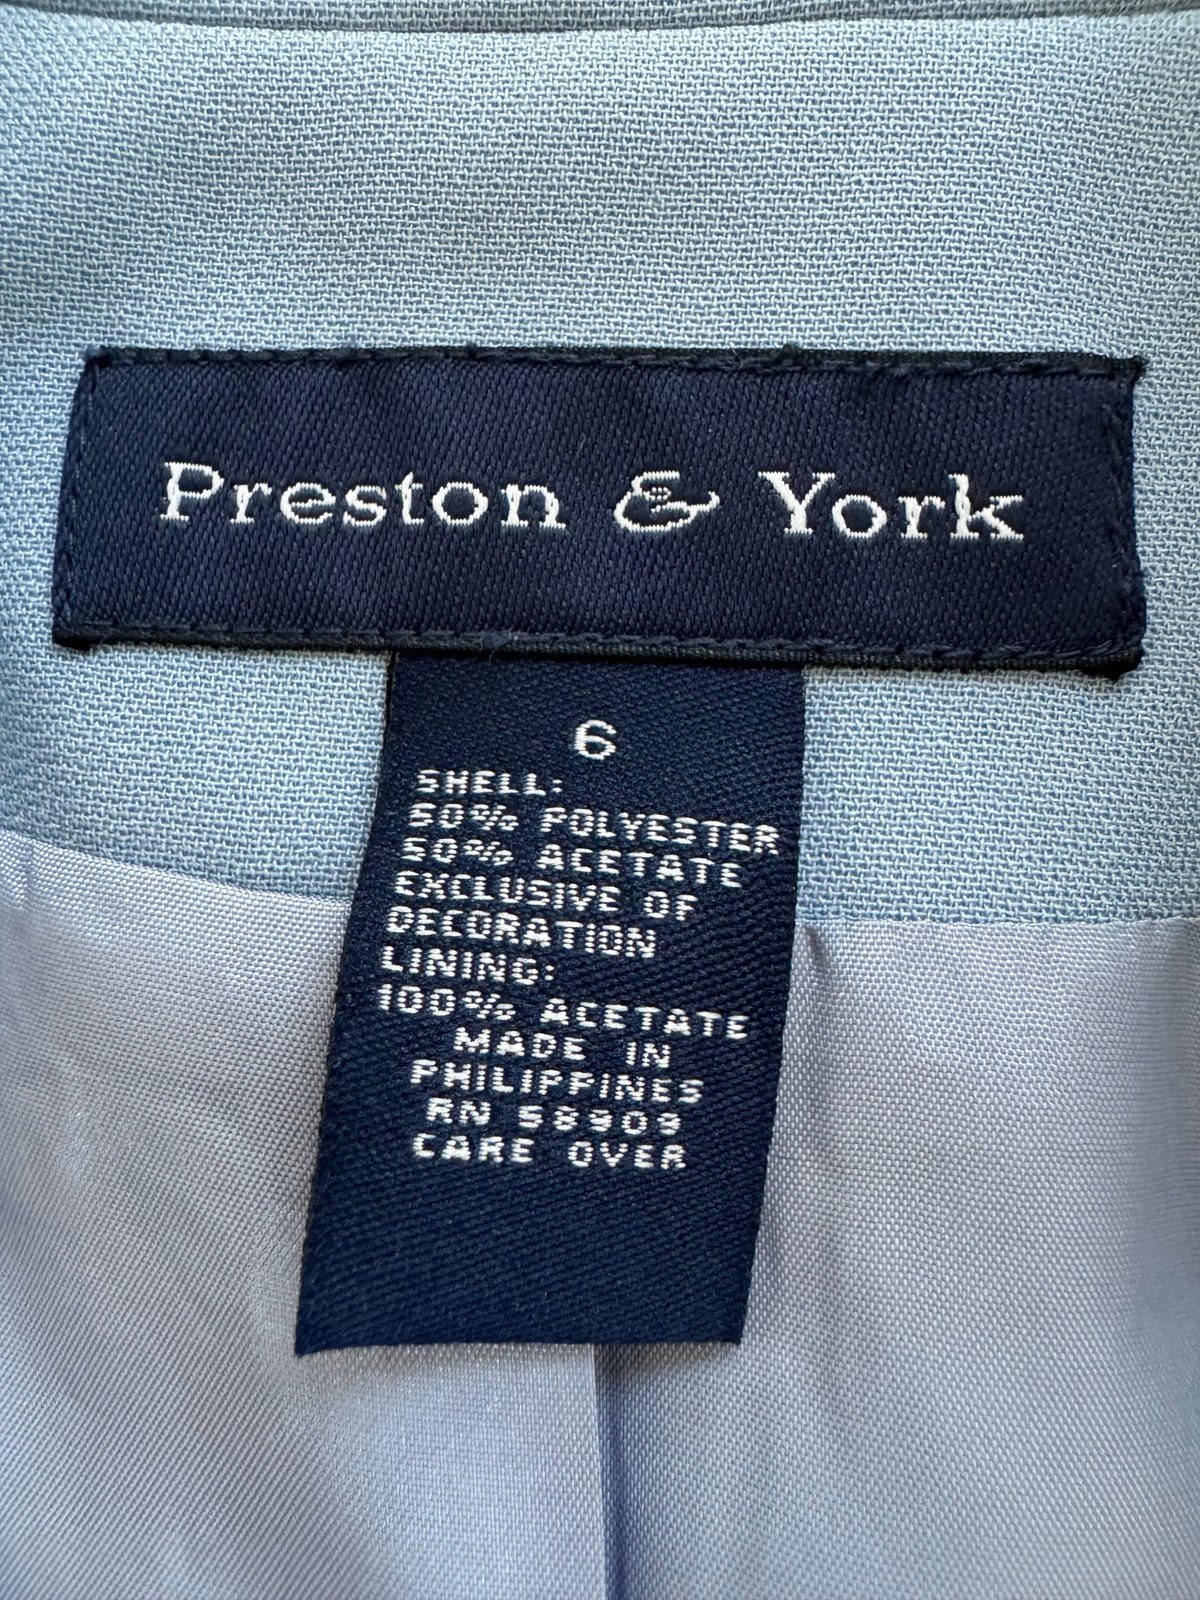 Preston & York
6
SHELL:
50% POLYESTER
50% ACETATE
EXCLUSIVE OF
DECORATION
LINING:
100% ACETATE
MADE IN
PHILIPPINES
RN 58909
CARE OVER